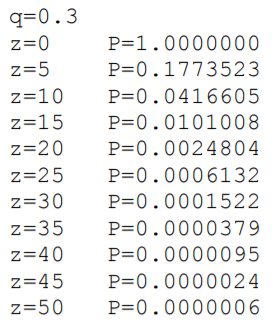 q=0.3
z=0 P=1.0000000
z=5 P=0.1773523
z=10 P=0.0416605
z=15 P=0.0101008
z=20 P=0.0024804
z=25 P=0.0006132
z=30 P=0.0001522
z=35 P=0.0000379
z=40 P=0.0000095
z=45 P=0.0000024
z=50 P=0.0000006